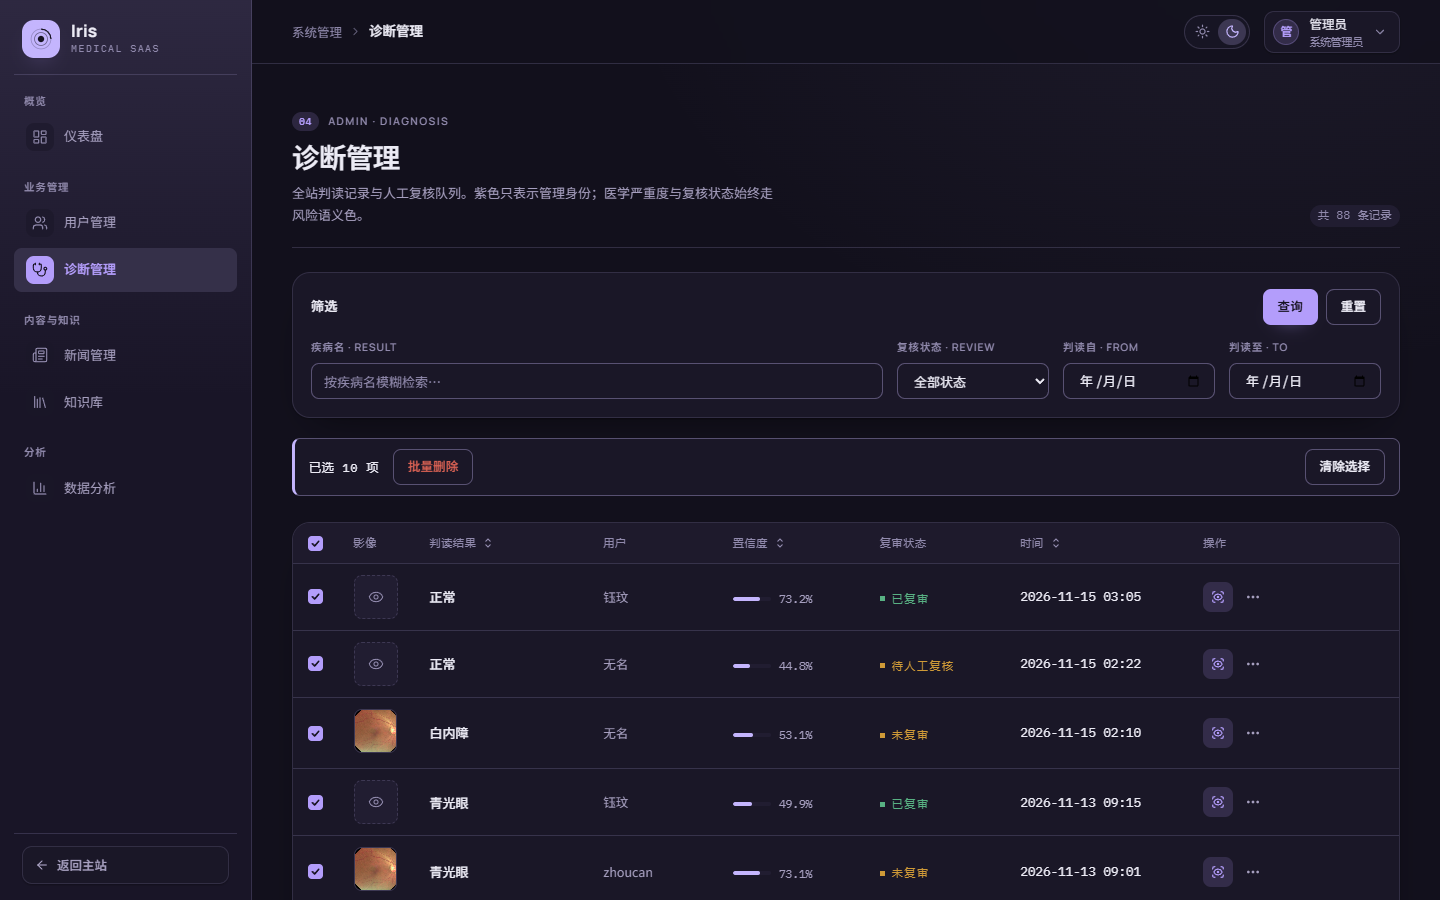 Iris
MEDICAL SAAS
概览
仪表盘
业务管理
用户管理
诊断管理
内容与知识
新闻管理
知识库
分析
数据分析
返回主站
系统管理 诊断管理
管 管理员
系统管理员
04 ADMIN · DIAGNOSIS
诊断管理
全站判读记录与人工复核队列。紫色只表示管理身份；医学严重度与复核状态始终走
风险语义色。
共 88 条记录
筛选
查询 重置
疾病名 · RESULT 复核状态 · REVIEW 判读自 · FROM 判读至 · TO
按疾病名模糊检索… 全部状态 年/月/日 年/月/日
已选 10 项 批量删除 清除选择
影像 判读结果 用户 置信度 复审状态 时间 操作
正常 钰玟 73.2% 已复审 2026-11-15 03:05
正常 无名 44.8% 待人工复核 2026-11-15 02:22
白内障 无名 53.1% 未复审 2026-11-15 02:10
青光眼 钰玟 49.9% 已复审 2026-11-13 09:15
青光眼 zhoucan 73.1% 未复审 2026-11-13 09:01